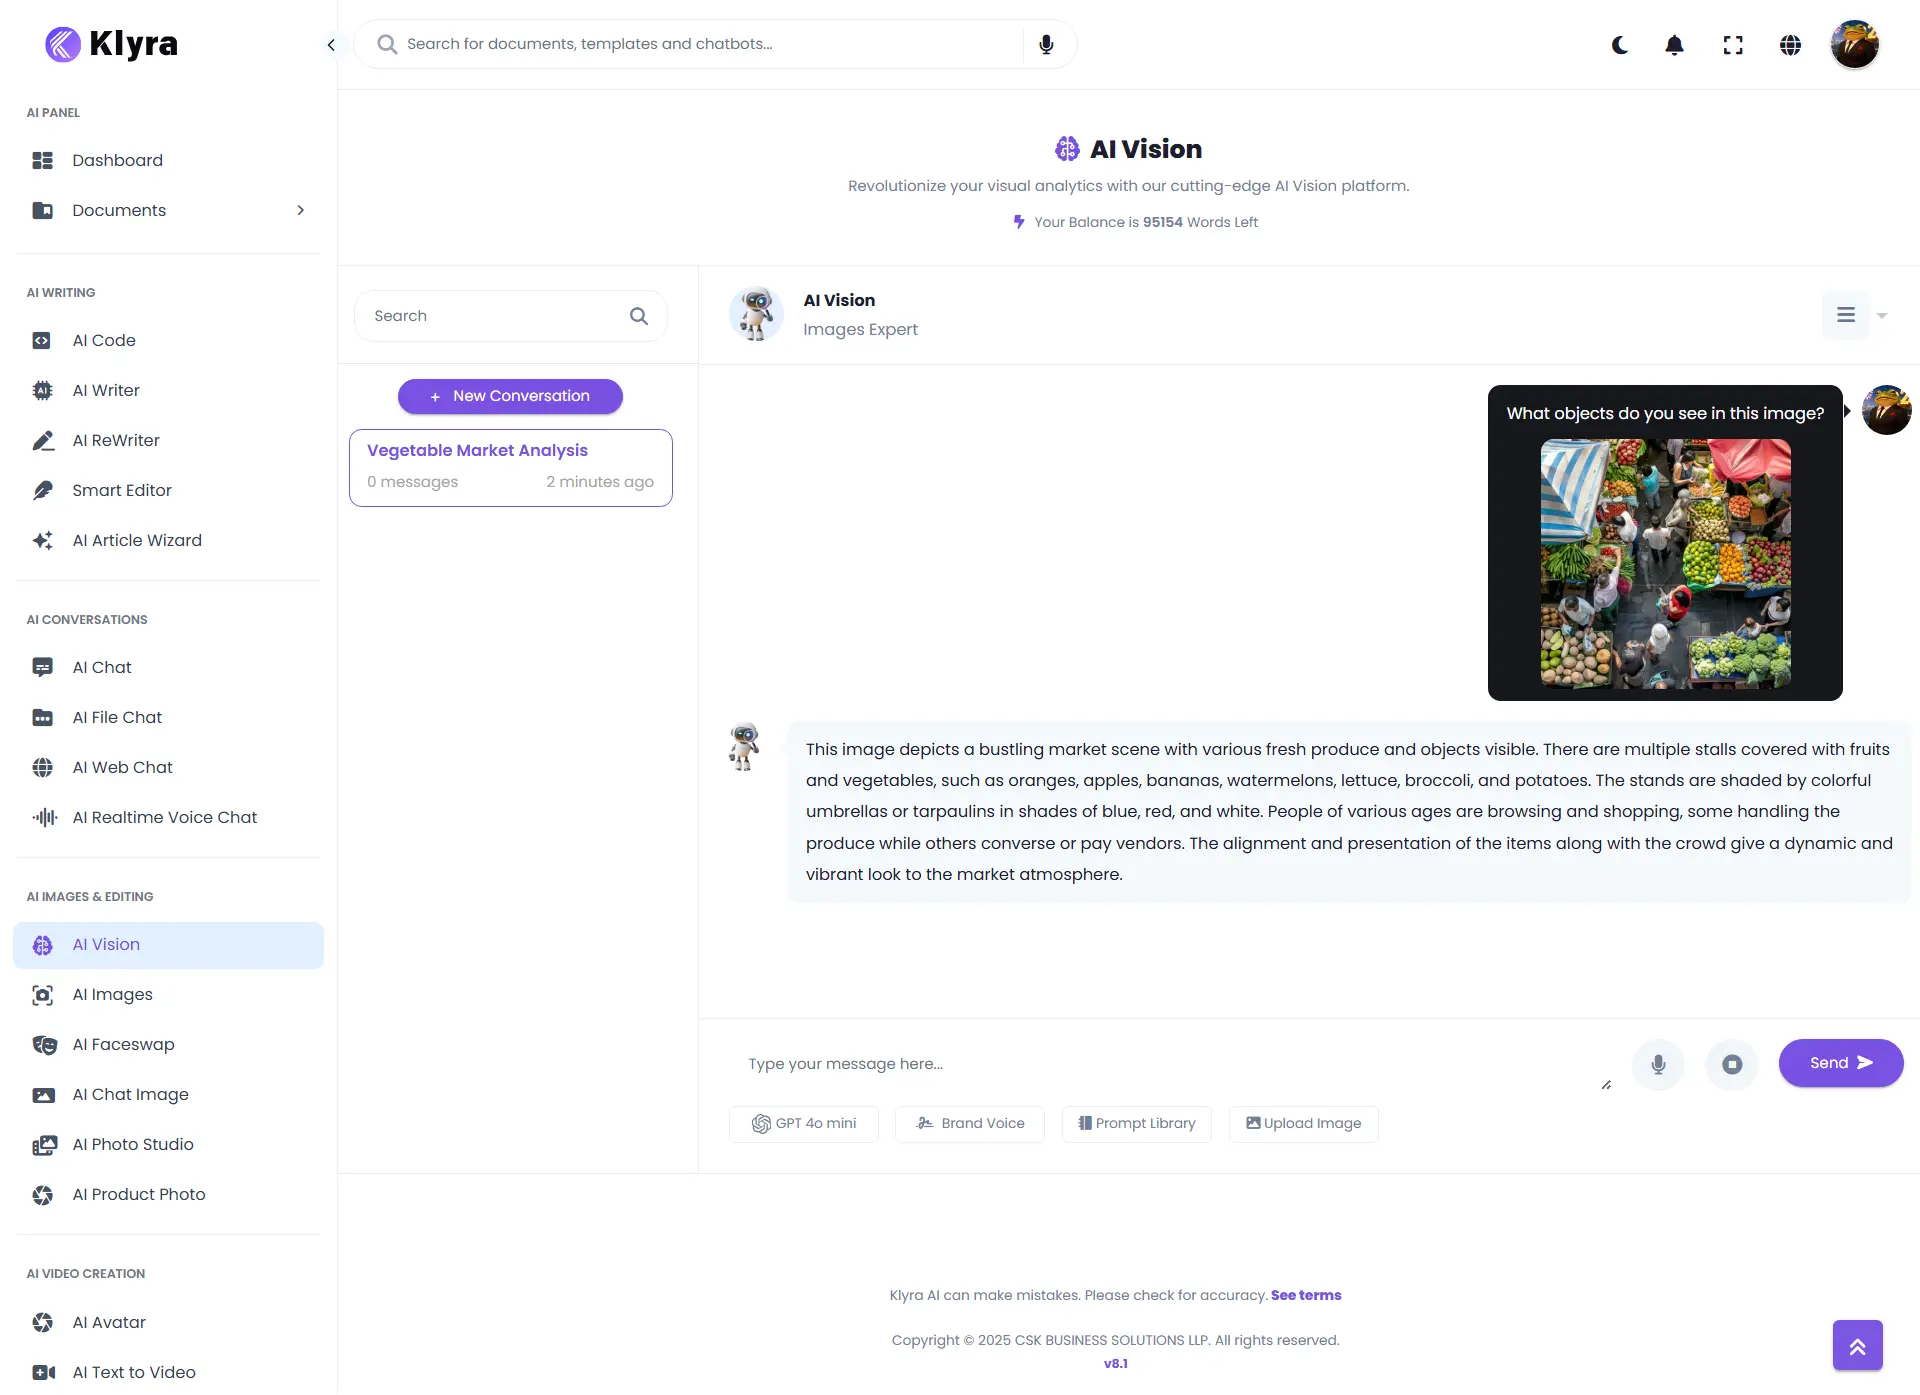 Klyra
Search for documents, templates and chatbots...
AI PANEL
Dashboard
Documents
AI WRITING
AI Code
AI Writer
AI ReWriter
Smart Editor
AI Article Wizard
AI CONVERSATIONS
AI Chat
AI File Chat
AI Web Chat
AI Realtime Voice Chat
AI IMAGES & EDITING
AI Vision
AI Images
AI Faceswap
AI Chat Image
AI Photo Studio
AI Product Photo
AI VIDEO CREATION
AI Avatar
AI Text to Video
AI Vision
Revolutionize your visual analytics with our cutting-edge AI Vision platform.
Your Balance is 95154 Words Left
Search
+ New Conversation
Vegetable Market Analysis
0 messages 2 minutes ago
AI Vision
Images Expert
What objects do you see in this image?
This image depicts a bustling market scene with various fresh produce and objects visible. There are multiple stalls covered with fruits
and vegetables, such as oranges, apples, bananas, watermelons, lettuce, broccoli, and potatoes. The stands are shaded by colorful
umbrellas or tarpaulins in shades of blue, red, and white. People of various ages are browsing and shopping, some handling the
produce while others converse or pay vendors. The alignment and presentation of the items along with the crowd give a dynamic and
vibrant look to the market atmosphere.
Type your message here...
Send
GPT 4o mini
Brand Voice
Prompt Library
Upload Image
Klyra AI can make mistakes. Please check for accuracy. See terms
Copyright © 2025 CSK BUSINESS SOLUTIONS LLP. All rights reserved.
v8.1